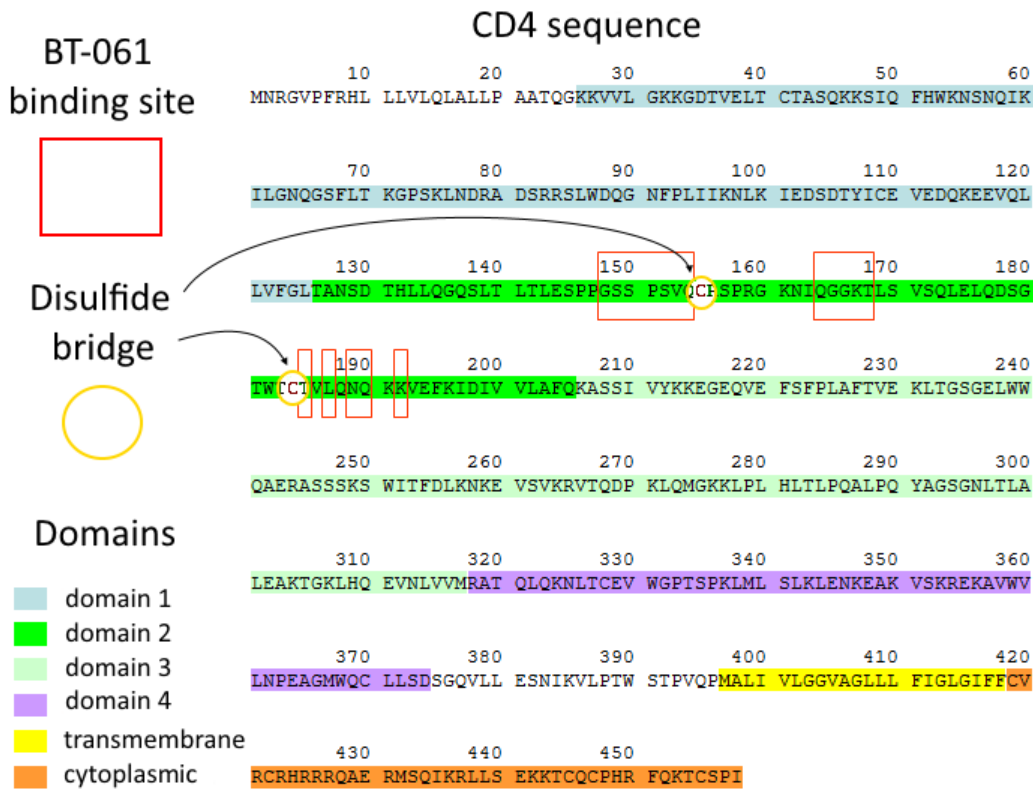 CD4 sequence
BT-061
binding site
Disulfide
bridge
10 20 30 40 50 60
MNRGVPFRHL LLVLQLALLP AATQGKKVVL GKKGDTVELT CTASQKKSIQ FHWKNSNQIK
70 80 90 100 110 120
ILGNQGSFLT KGPSKLNDRA DSRRSLWDQG NFPLIIKNLK IEDSDTYICE VEDQKEEVQL
130 140 150 160 170 180
LVFGLTANSD THLLQGQSLT LTLESPPGSS PSVQCPSPRG KNIQGGKTLS VSQLELQDSG
190 200 210 220 230 240
TWTCTVLQNQ KKVEFKIDIV VLAFQKASSI VYKKEGEQVE FSFPLAFTVE KLTGSGELWW
250 260 270 280 290 300
QAERASSSKS WITFDLKNKE VSVKRVTQDP KLQMGKKLPL HLTLPQALPQ YAGSGNLTLA
310 320 330 340 350 360
LEAKTGKLHQ EVNLVVMRAT QLQKNLTCEV WGPTSPKLML SLKLENKEAK VSKREKAVWV
370 380 390 400 410 420
LNPEAGMWQC LLSDSGQVLL ESNIKVLPTW STPVQPMALI VLGGVAGLLL FIGLGIFFCV
430 440 450
RCRHRRRQAE RMSQIKRLLS EKKTCQCPHR FQKTCSPI
Domains
domain 1
domain 2
domain 3
domain 4
transmembrane
cytoplasmic